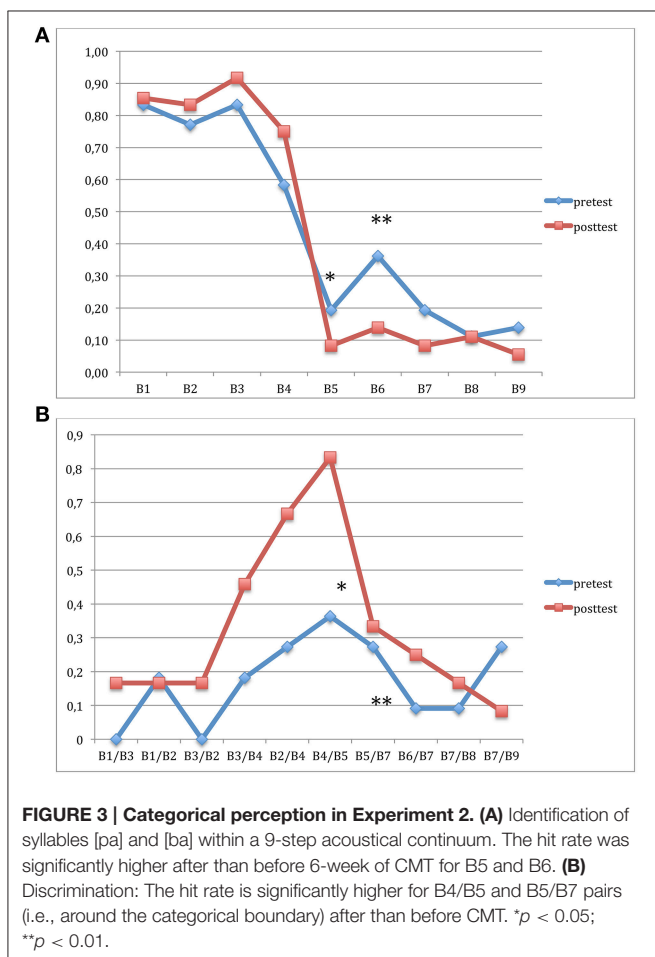 A
1,00
0,90
0,80
0,70
0,60
0,50
0,40
0,30
0,20
0,10
0,00
**
*
B1 B2 B3 B4 B5 B6 B7 B8 B9
pretest
posttest
B
0,9
0,8
0,7
0,6
0,5
0,4
0,3
0,2
0,1
0
*
**
B1/B3 B1/B2 B3/B2 B3/B4 B2/B4 B4/B5 B5/B7 B6/B7 B7/B8 B7/B9
pretest
posttest
FIGURE 3 | Categorical perception in Experiment 2. (A) Identification of
syllables [pa] and [ba] within a 9-step acoustical continuum. The hit rate was
significantly higher after than before 6-week of CMT for B5 and B6. (B)
Discrimination: The hit rate is significantly higher for B4/B5 and B5/B7 pairs
(i.e., around the categorical boundary) after than before CMT. *p < 0.05;
**p < 0.01.